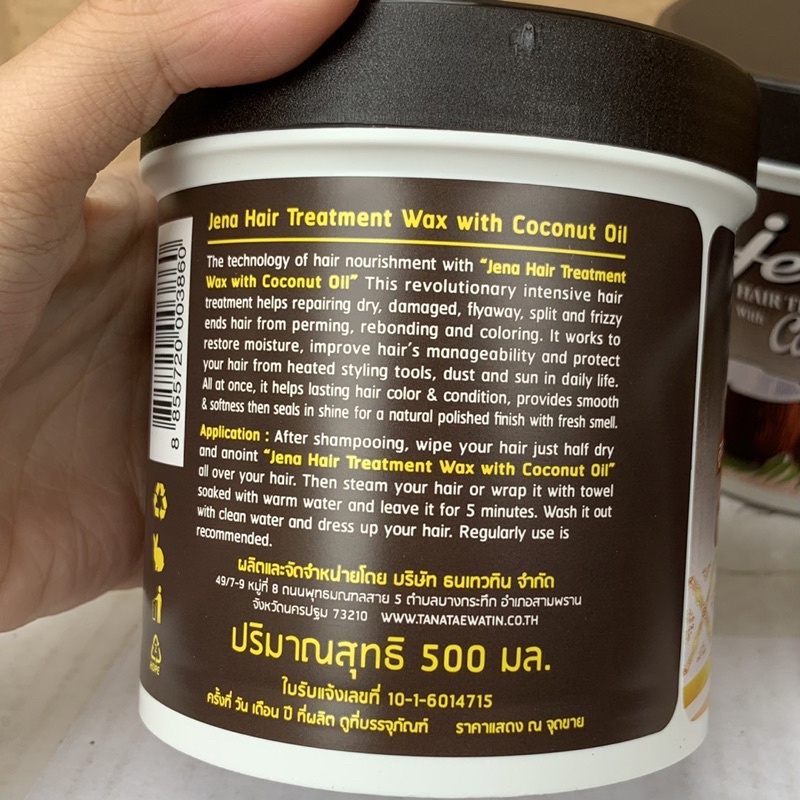 Jena Hair Treatment Wax with Coconut Oil
The technology of hair nourishment with "Jena Hair Treatment
Wax with Coconut Oil" This revolutionary intensive hair
treatment helps repairing dry, damaged, flyaway, split and frizzy
ends hair from perming, rebonding and coloring. It works to
restore moisture, improve hair's manageability and protect
your hair from heated styling tools, dust and sun in daily life.
All at once, it helps lasting hair color & condition, provides smooth
& softness then seals in shine for a natural polished finish with fresh smell.
Application : After shampooing, wipe your hair just half dry
and anoint "Jena Hair Treatment Wax with Coconut Oil"
all over your hair. Then steam your hair or wrap it with towel
soaked with warm water and leave it for 5 minutes. Wash it out
with clean water and dress up your hair. Regularly use is
recommended.
ผลิตและจัดจำหน่ายโดย บริษัท ธนเทวทิน จำกัด
49/7-9 หมู่ที่ 8 ถนนพุทธมณฑลสาย 5 ตำบลบางกระทึก อำเภอสามพราน
จังหวัดนครปฐม 73210 WWW.TANATAEWATIN.CO.TH
ปริมาณสุทธิ 500 มล.
ใบรับแจ้งเลขที่ 10-1-6014715
ครั้งที่ วัน เดือน ปี ที่ผลิต ดูที่บรรจุภัณฑ์ ราคาแสดง ณ จุดขาย
8 855720 003860
HDPE
je
HAIR T
With
Co